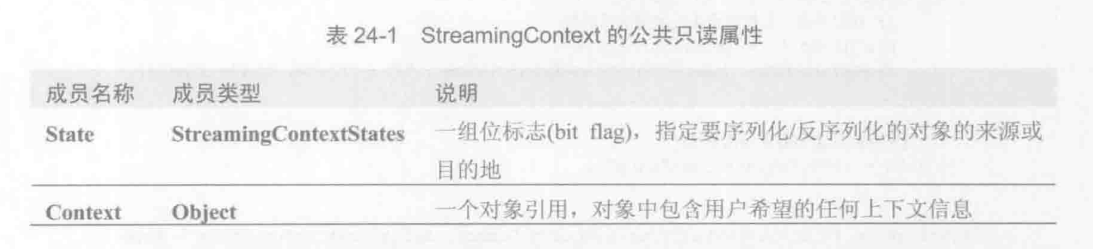 表 24-1 StreamingContext 的公共只读属性
成员名称 成员类型 说明
State StreamingContextStates 一组位标志(bit flag)，指定要序列化/反序列化的对象的来源或
目的地
Context Object 一个对象引用，对象中包含用户希望的任何上下文信息